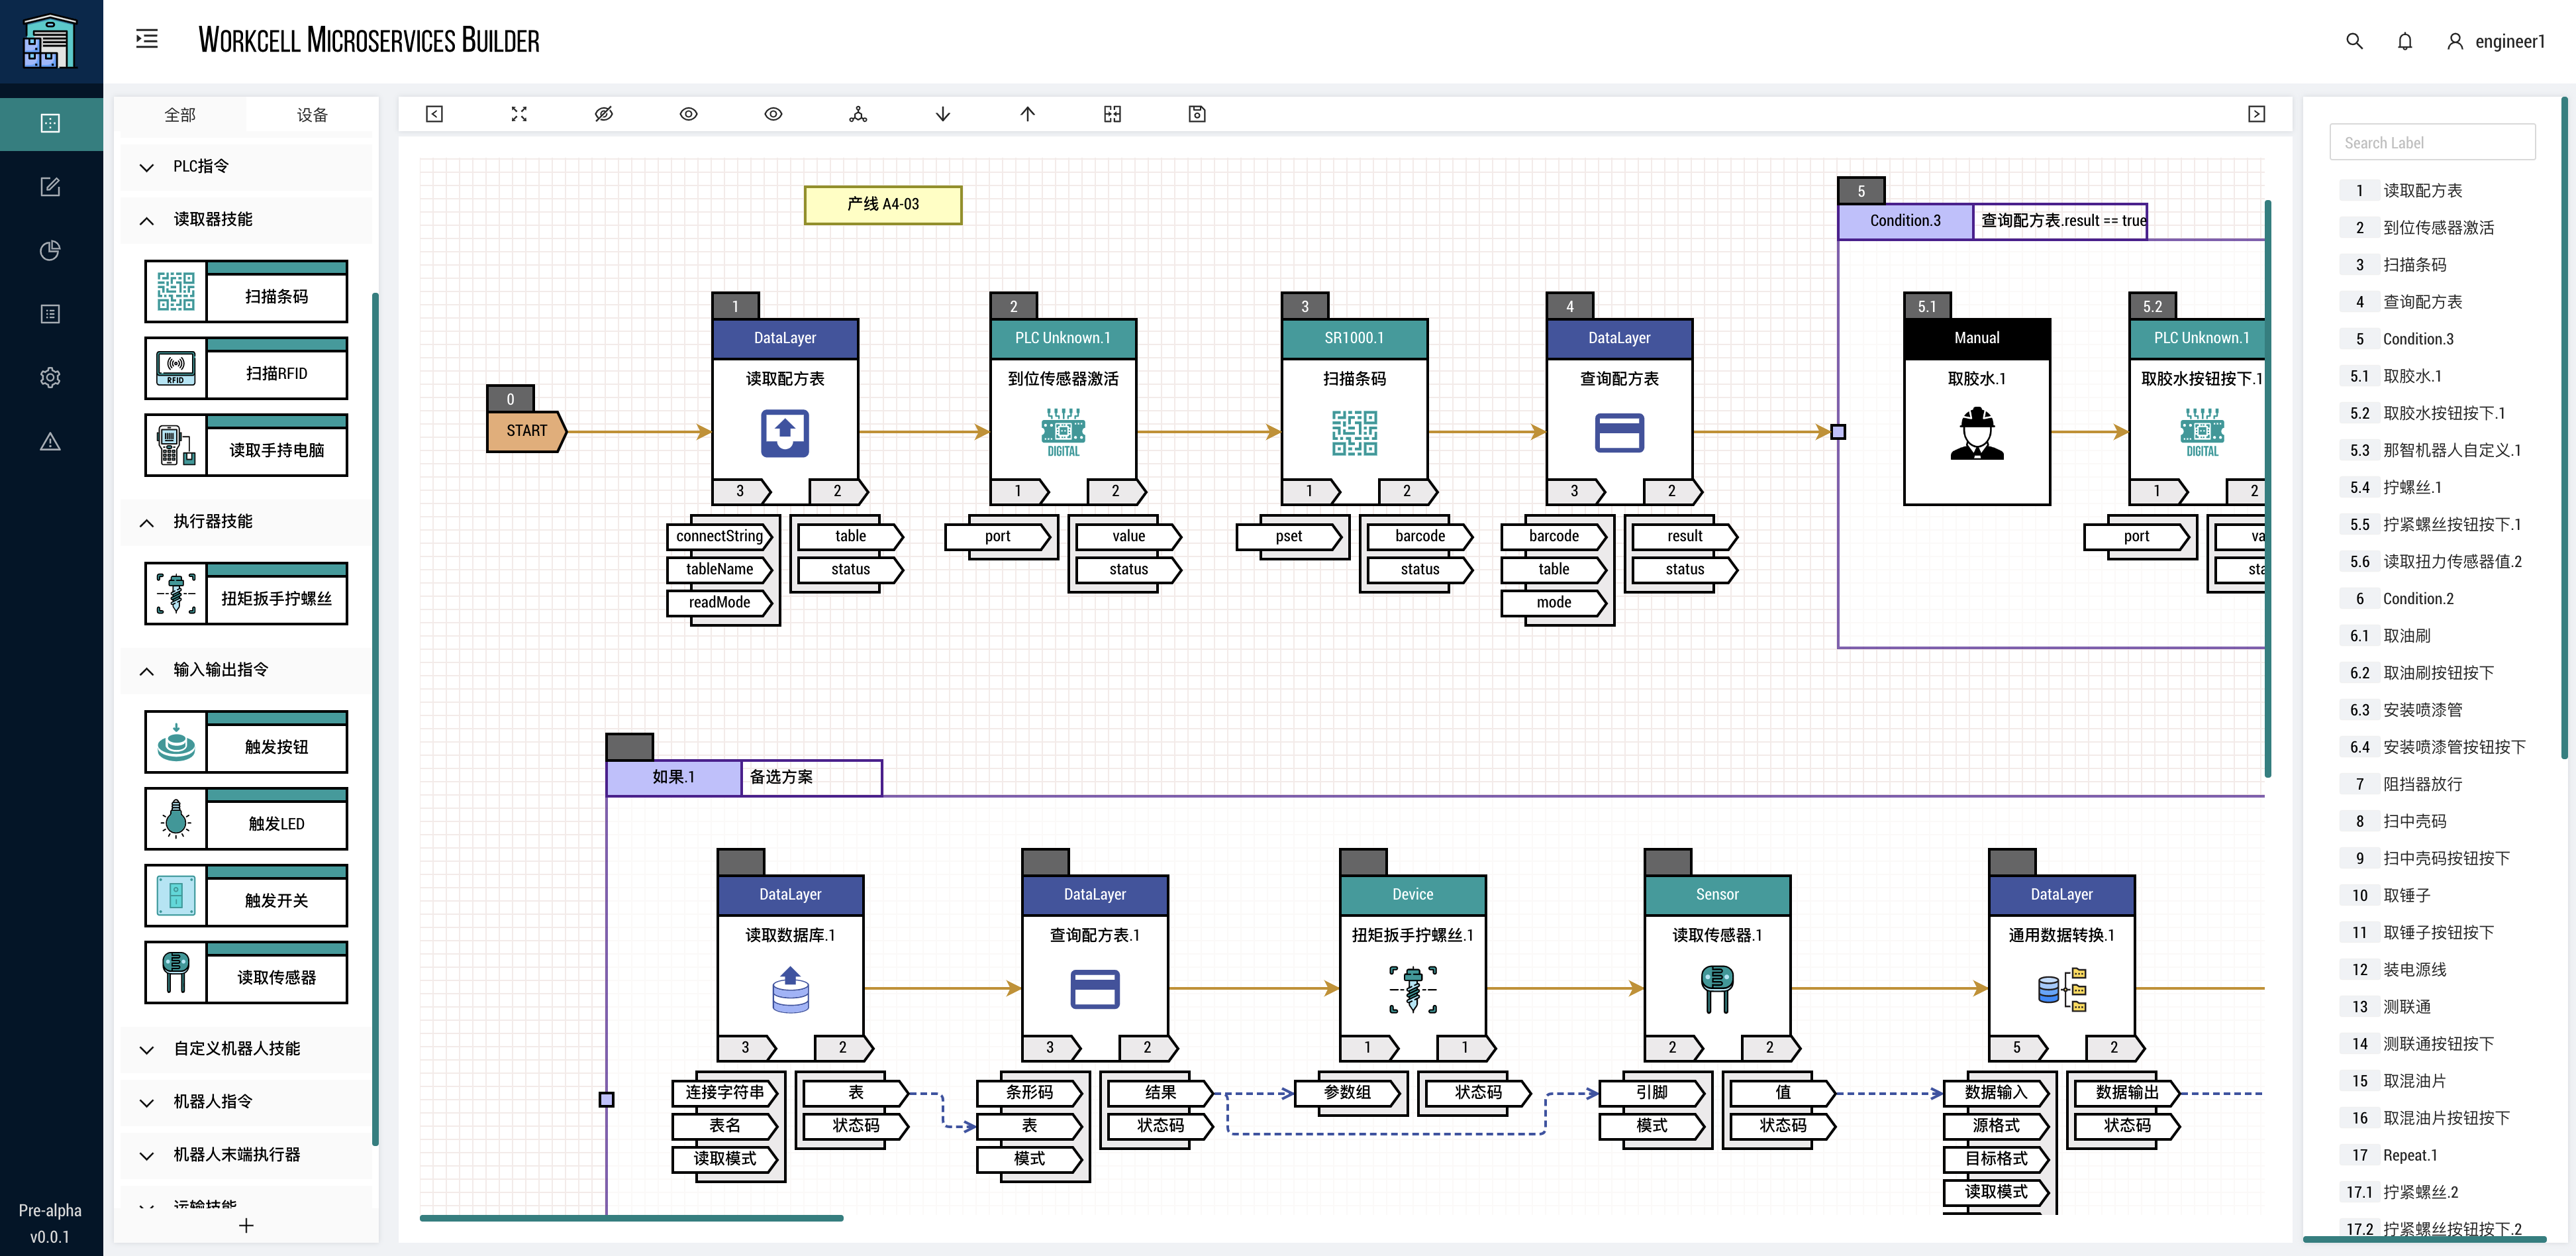 WORKCELL MICROSERVICES BUILDER
engineer1
全部
设备
PLC指令
读取器技能
扫描条码
RFID
扫描RFID
读取手持电脑
执行器技能
扭矩扳手拧螺丝
输入输出指令
触发按钮
触发LED
触发开关
读取传感器
自定义机器人技能
机器人指令
机器人末端执行器
运输技能
Pre-alpha
v0.0.1
产线 A4-03
0
START
1
DataLayer
读取配方表
3
2
connectString
tableName
readMode
table
status
2
PLC Unknown.1
到位传感器激活
DIGITAL
1
2
port
value
status
3
SR1000.1
扫描条码
1
2
pset
barcode
status
4
DataLayer
查询配方表
3
2
barcode
table
mode
result
status
5
Condition.3
查询配方表.result == true
5.1
Manual
取胶水.1
5.2
PLC Unknown.1
取胶水按钮按下.1
DIGITAL
1
2
port
va
sta
如果.1
备选方案
DataLayer
读取数据库.1
3
2
连接字符串
表名
读取模式
表
状态码
DataLayer
查询配方表.1
3
2
条形码
表
模式
结果
状态码
Device
扭矩扳手拧螺丝.1
1
1
参数组
状态码
Sensor
读取传感器.1
2
2
引脚
模式
值
状态码
DataLayer
通用数据转换.1
5
2
数据输入
源格式
目标格式
读取模式
数据输出
状态码
Search Label
1 读取配方表
2 到位传感器激活
3 扫描条码
4 查询配方表
5 Condition.3
5.1 取胶水.1
5.2 取胶水按钮按下.1
5.3 那智机器人自定义.1
5.4 拧螺丝.1
5.5 拧紧螺丝按钮按下.1
5.6 读取扭力传感器值.2
6 Condition.2
6.1 取油刷
6.2 取油刷按钮按下
6.3 安装喷漆管
6.4 安装喷漆管按钮按下
7 阻挡器放行
8 扫中壳码
9 扫中壳码按钮按下
10 取锤子
11 取锤子按钮按下
12 装电源线
13 测联通
14 测联通按钮按下
15 取混油片
16 取混油片按钮按下
17 Repeat.1
17.1 拧紧螺丝.2
17.2 拧紧螺丝按钮按下.2